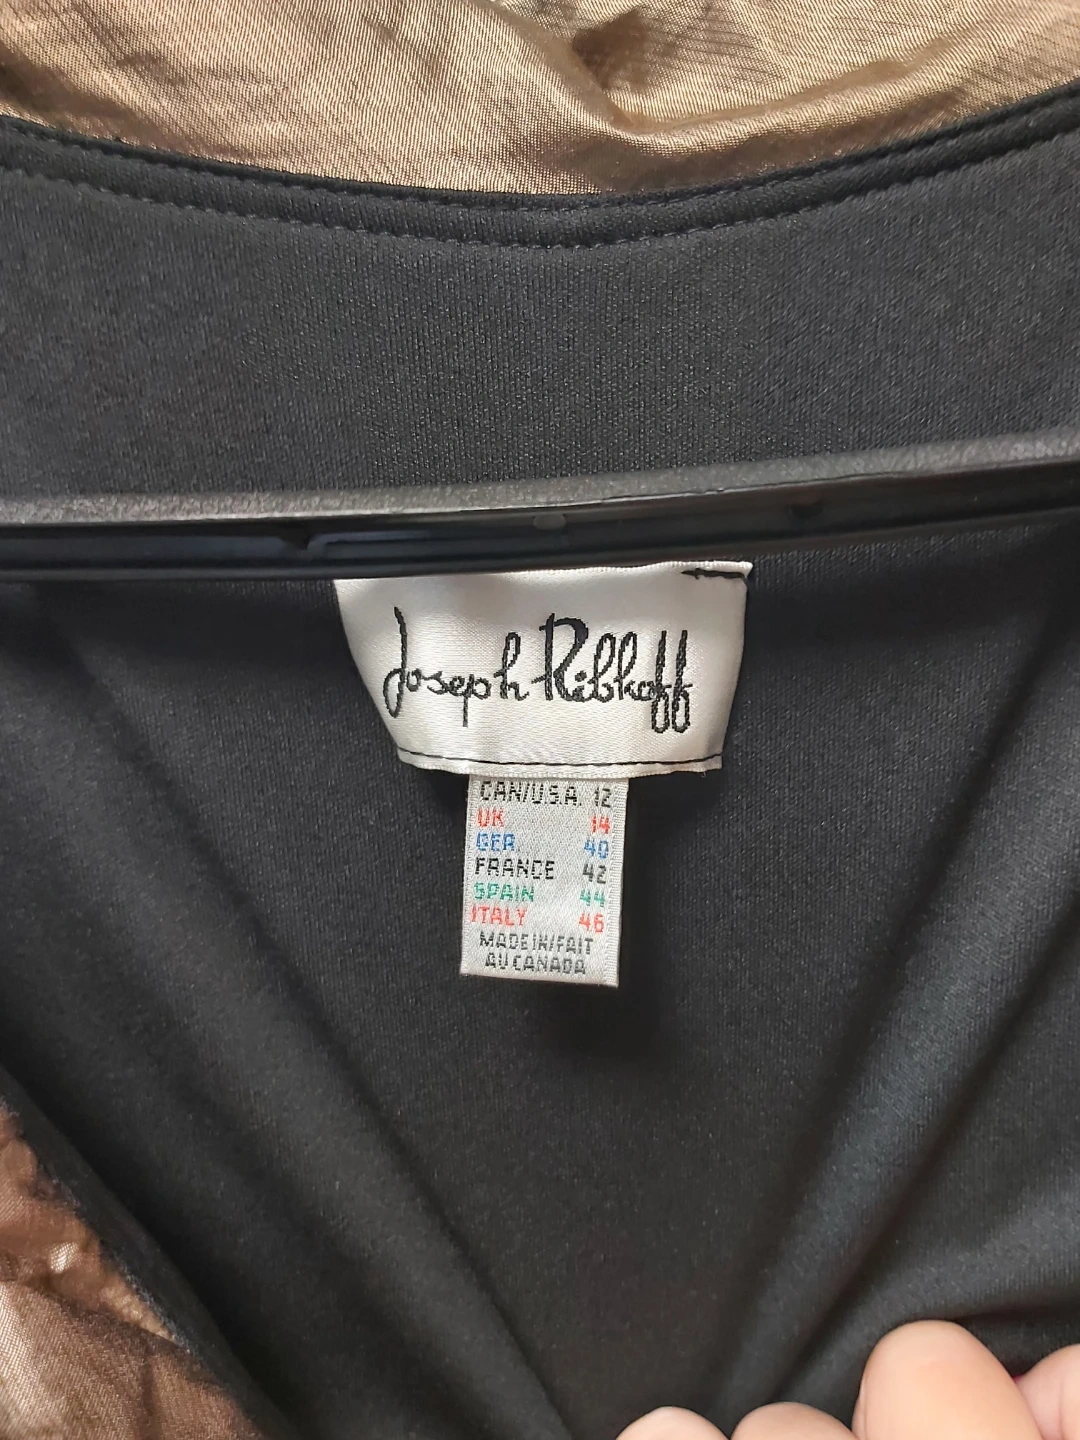 Joseph Ribkoff
CAN/U.S.A. 12
UK 14
GER. 40
FRANCE 42
SPAIN 44
ITALY 46
MADE IN/FAIT
AU CANADA